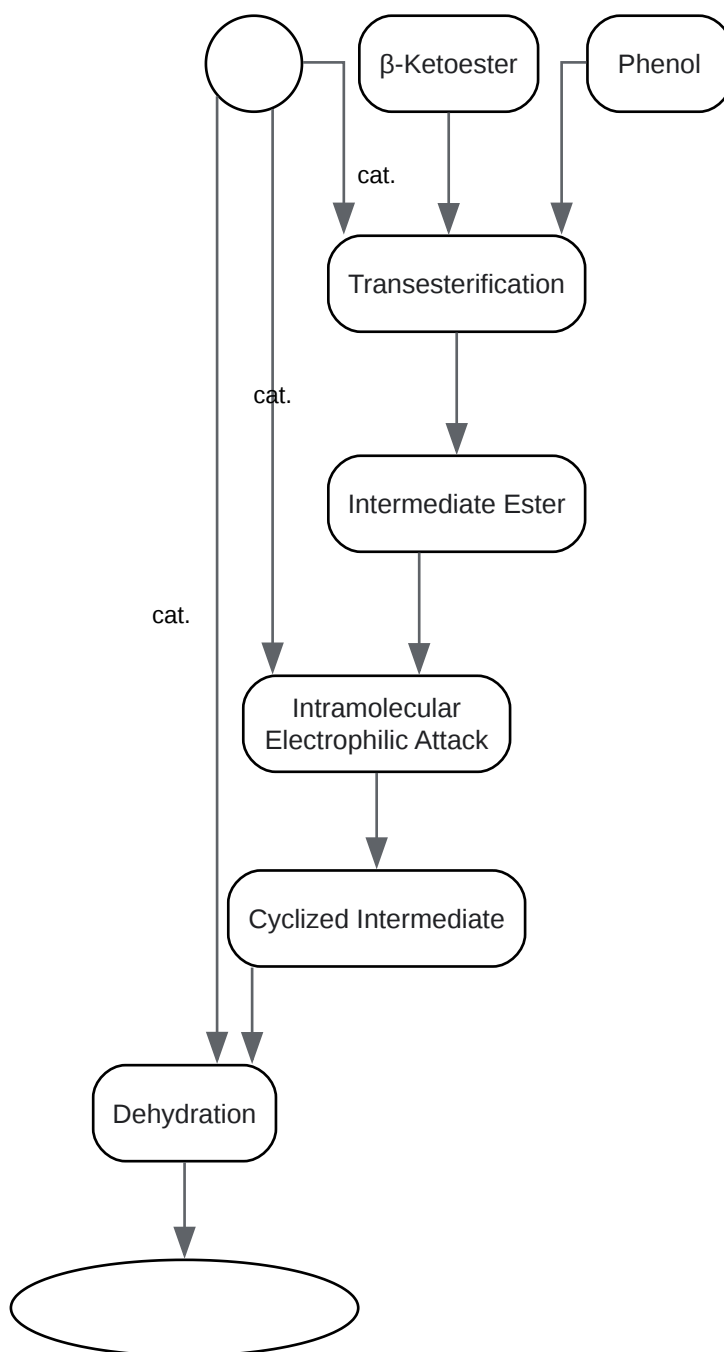 β-Ketoester
Phenol
cat.
Transesterification
cat.
Intermediate Ester
cat.
Intramolecular
Electrophilic Attack
Cyclized Intermediate
Dehydration